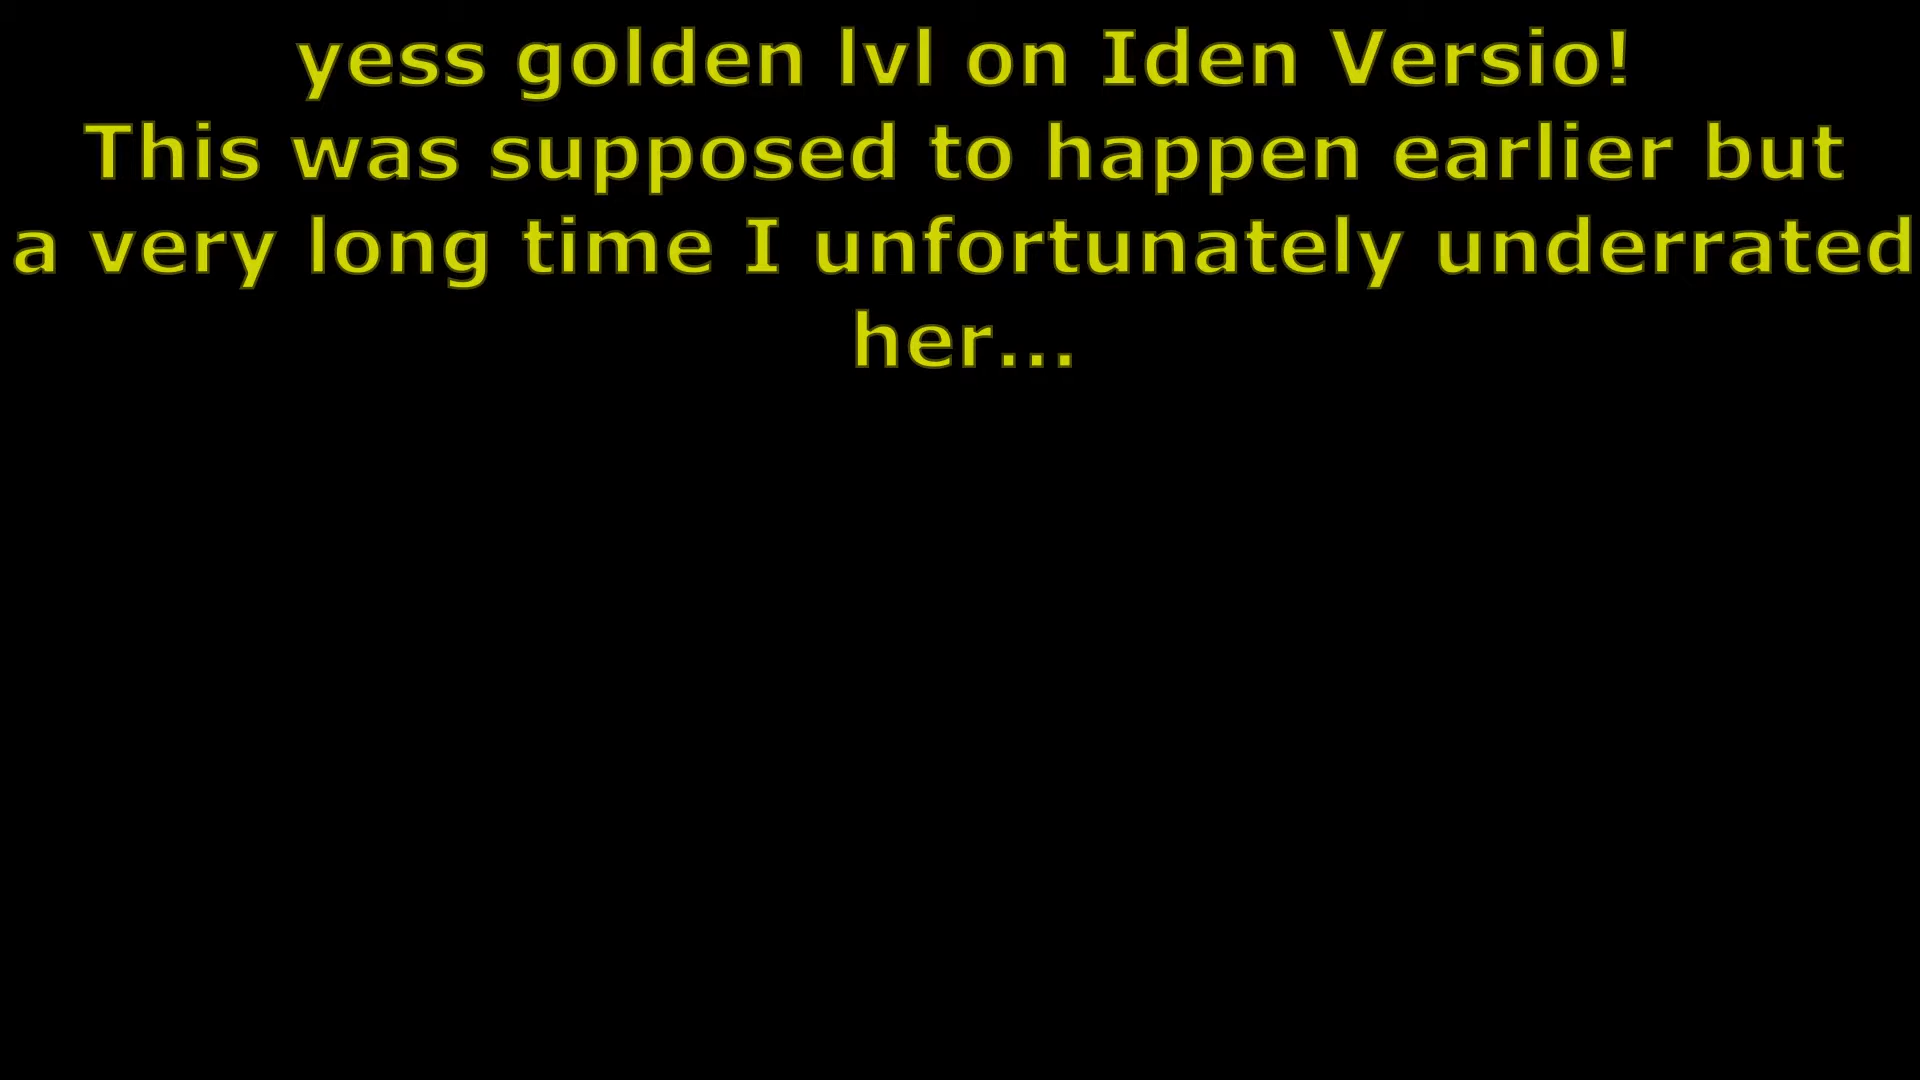 yess golden lvl on Iden Versio!
This was supposed to happen earlier but
a very long time I unfortunately underrated
her...